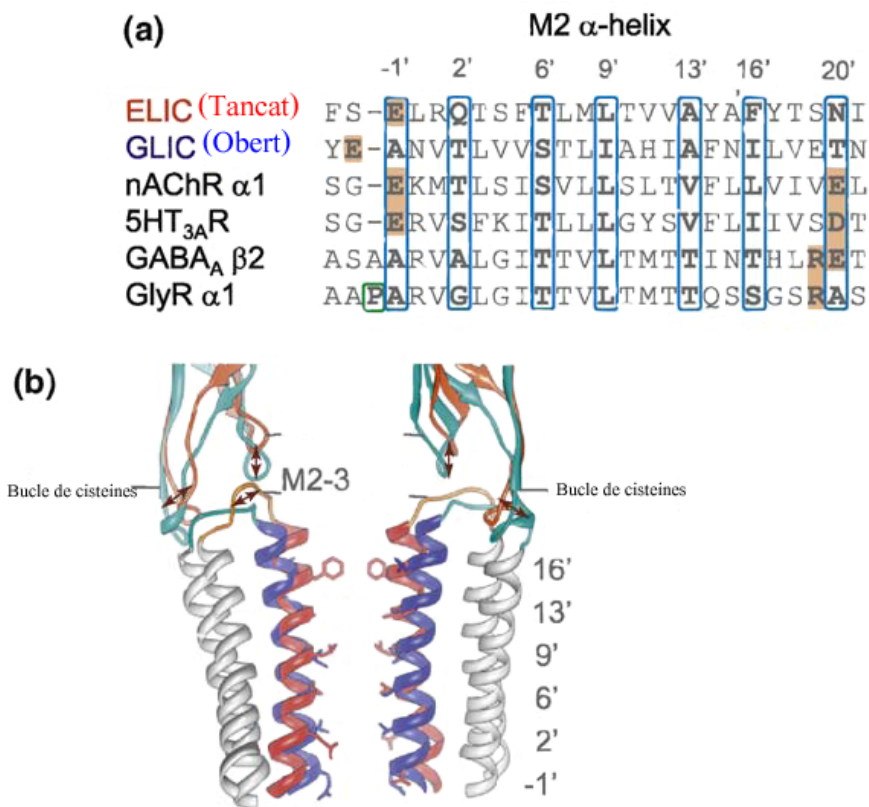 (a)
M2 α-helix
-1' 2' 6' 9' 13' 16' 20'
ELIC (Tancat) FS-ELRQTSFTLMLTVVAYAFYTSNI
GLIC (Obert) YE-ANVTLVVSTLIAHIAFNILVETN
nAChR α1 SG-EKMTLSISVLLSLTVFLLVIVEL
5HT3AR SG-ERVSFKITLLLGYSVFLIIVSDT
GABAA β2 ASAARVALGITTVLTMTTINTHLRET
GlyR α1 AAPARVGLGITTVLTMTTQSSGSRAS
(b)
M2-3
Bucle de cisteines
Bucle de cisteines
16'
13'
9'
6'
2'
-1'